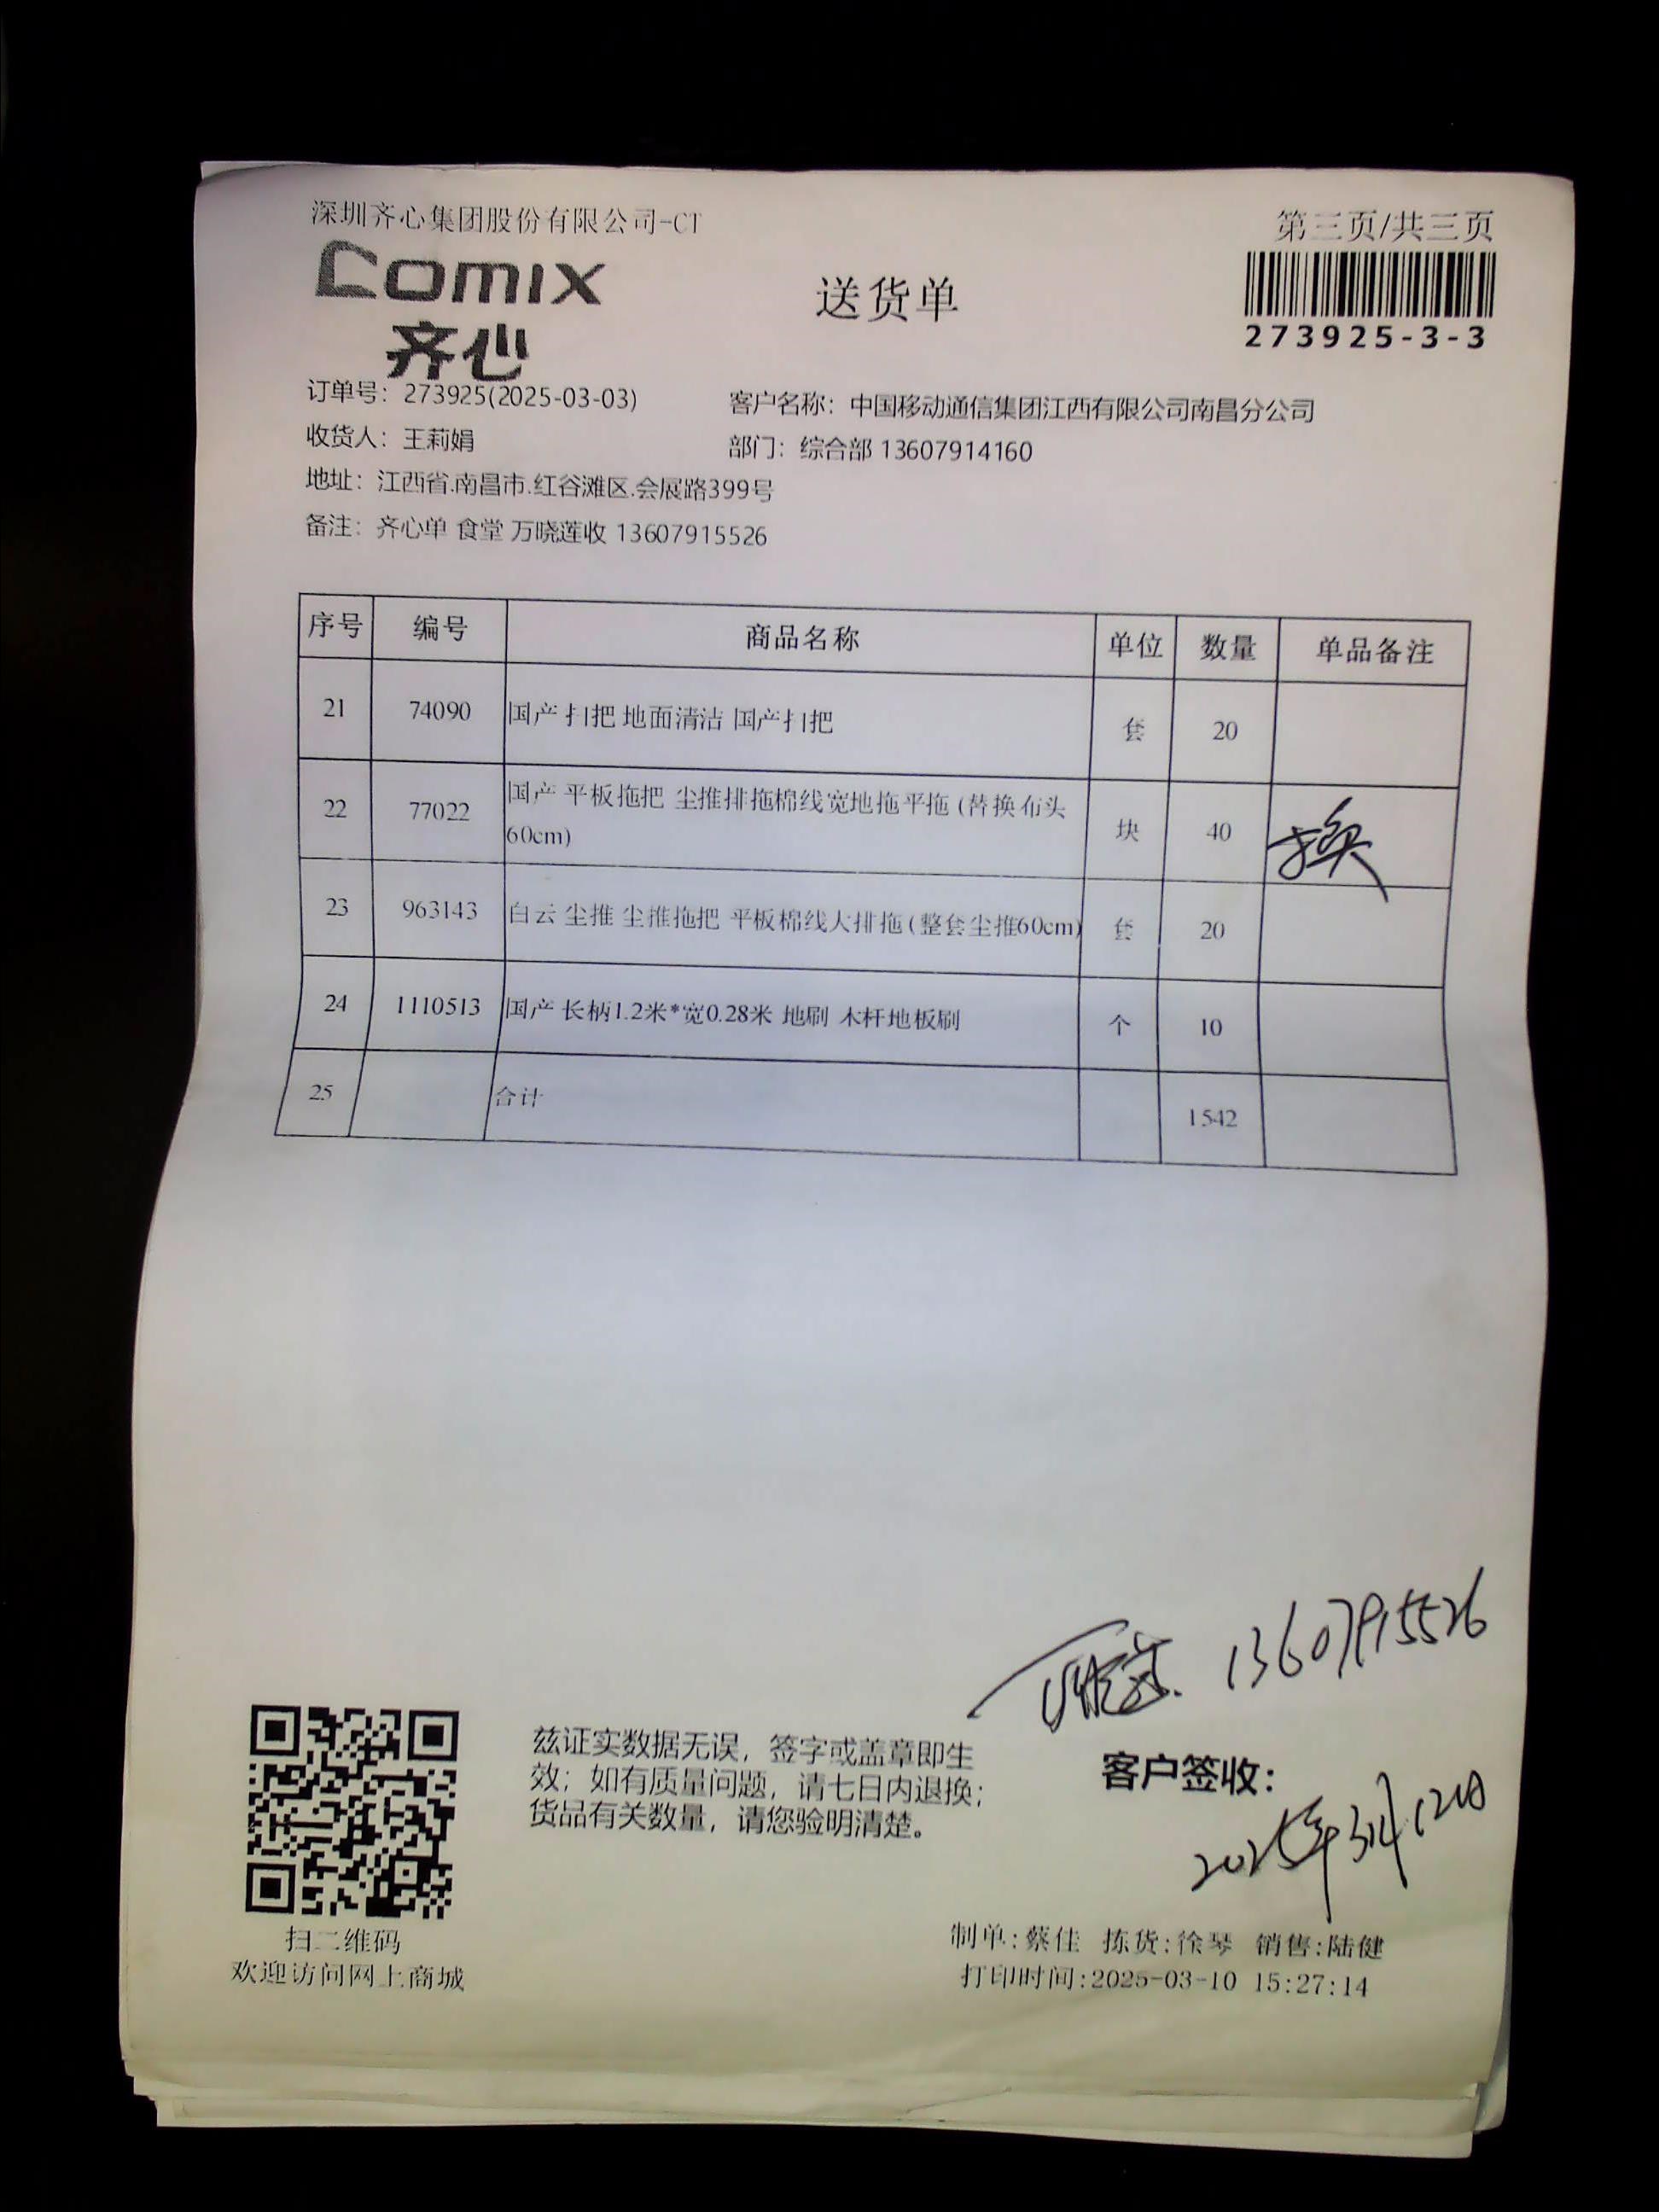 深圳齐心集团股份有限公司-CT
第三页/共三页
Comix
齐心
送货单
273925-3-3
订单号：273925(2025-03-03)
客户名称：中国移动通信集团江西有限公司南昌分公司
收货人：王莉娟
部门：综合部 13607914160
地址：江西省.南昌市.红谷滩区.会展路399号
备注：齐心单 食堂 万晓莲收 13607915526
序号 编号 商品名称 单位 数量 单品备注
21 74090 国产 扫把 地面清洁 国产扫把 套 20
22 77022 国产 平板拖把 尘推排拖棉线宽地拖平拖 (替换布头
60cm) 块 40 换
23 963143 白云 尘推 尘推拖把 平板棉线大排拖 (整套尘推60cm) 套 20
24 1110513 国产 长柄1.2米*宽0.28米 地刷 木杆地板刷 个 10
25 合计 1542
13607915526
兹证实数据无误，签字或盖章即生
效；如有质量问题，请七日内退换；
货品有关数量，请您验明清楚。
客户签收：
2025年3月12日
扫二维码
欢迎访问网上商城
制单:蔡佳 拣货:徐琴 销售:陆健
打印时间:2025-03-10 15:27:14